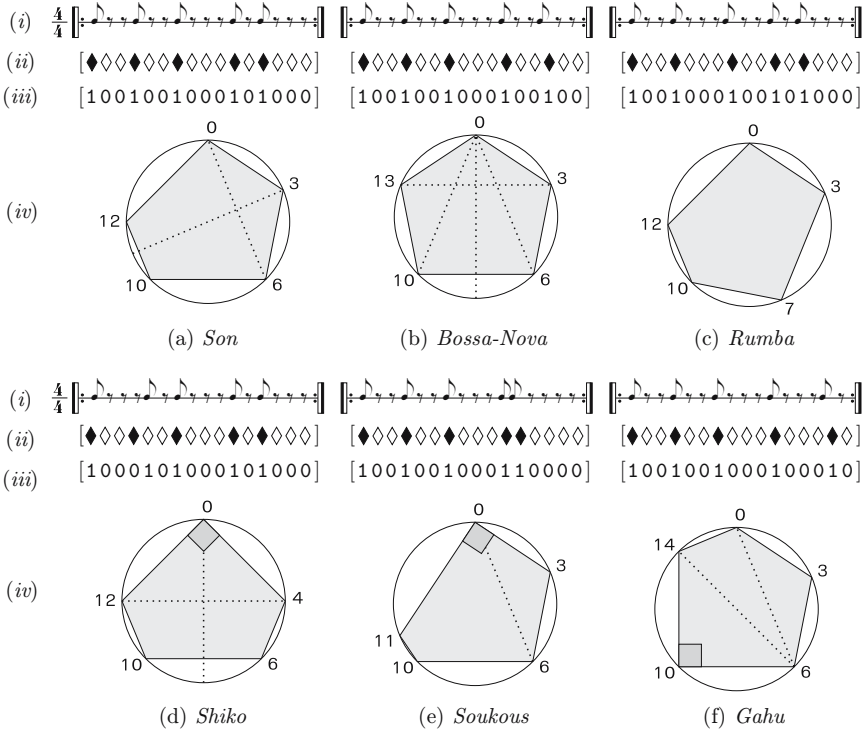 (i) 4/4
(ii) [ ] [ ] [ ]
(iii) [1001001000101000] [1001001000100100] [1001000100101000]
(iv)
0 0 0
13 3
3 3
12 12
10 6 10 6 10
7
(a) Son (b) Bossa-Nova (c) Rumba
(i) 4/4
(ii) [ ] [ ] [ ]
(iii) [1000101000101000] [1001001000110000] [1001001000100010]
(iv)
0 0 0
14
3 3
12 4
11
10 6 10 6 10 6
(d) Shiko (e) Soukous (f) Gahu